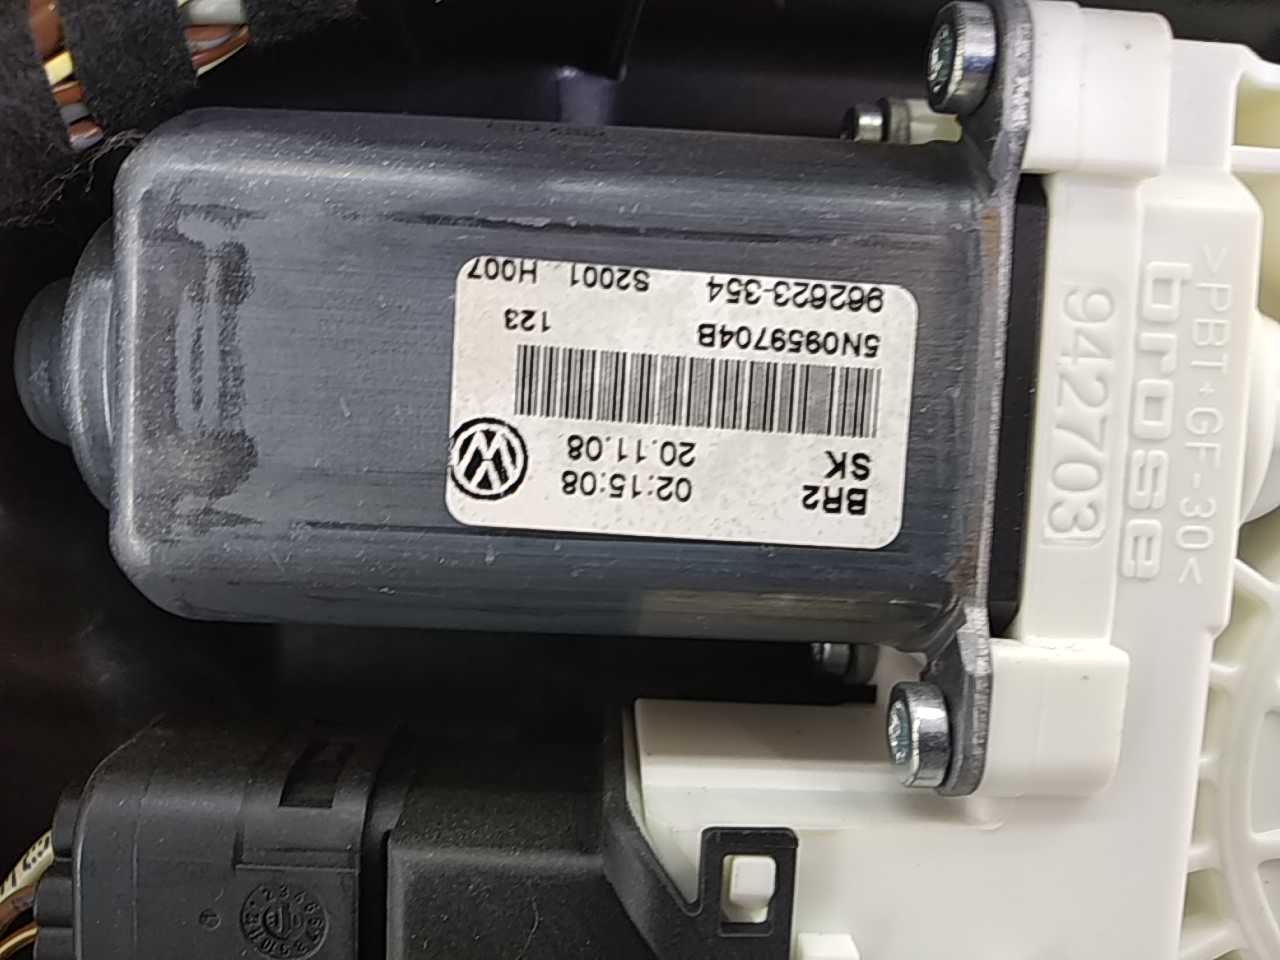 BR2 02:15:08
SK 20.11.08
5N0959704B 123
962623-354 S2001 H007
>PBT+GF-30<
brose
942703